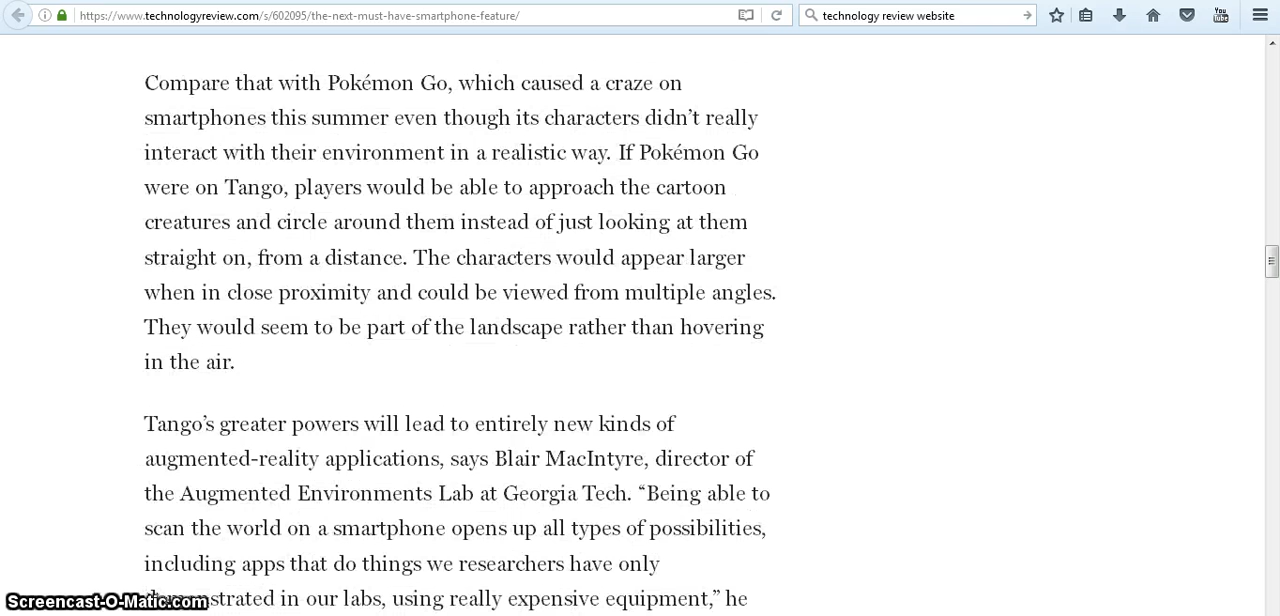 https://www.technologyreview.com/s/602095/the-next-must-have-smartphone-feature/
technology review website
You Tube
Compare that with Pokémon Go, which caused a craze on
smartphones this summer even though its characters didn’t really
interact with their environment in a realistic way. If Pokémon Go
were on Tango, players would be able to approach the cartoon
creatures and circle around them instead of just looking at them
straight on, from a distance. The characters would appear larger
when in close proximity and could be viewed from multiple angles.
They would seem to be part of the landscape rather than hovering
in the air.
Tango’s greater powers will lead to entirely new kinds of
augmented-reality applications, says Blair MacIntyre, director of
the Augmented Environments Lab at Georgia Tech. “Being able to
scan the world on a smartphone opens up all types of possibilities,
including apps that do things we researchers have only
demonstrated in our labs, using really expensive equipment,” he
Screencast-O-Matic.com